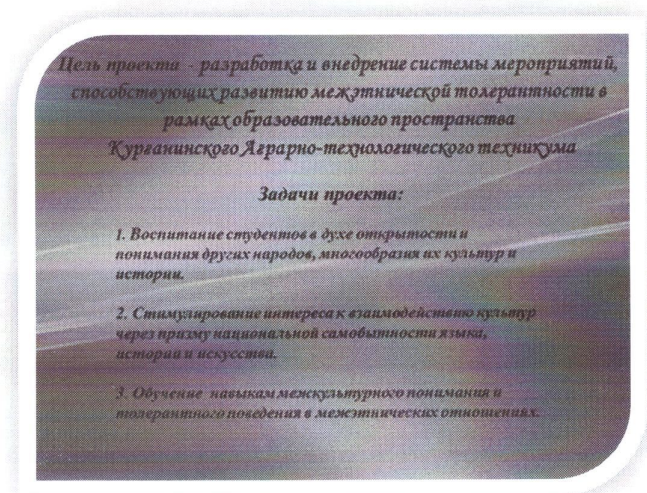 Цель проекта - разработка и внедрение системы мероприятий,
способствующих развитию межэтнической толерантности в
рамках образовательного пространства
Курганинского Аграрно-технологического техникума
Задачи проекта:
1. Воспитание студентов в духе открытости и
понимания других народов, многообразия их культур и
истории.
2. Стимулирование интереса к взаимодействию культур
через призму национальной самобытности языка,
истории и искусства.
3. Обучение навыкам межкультурного понимания и
толерантного поведения в межэтнических отношениях.